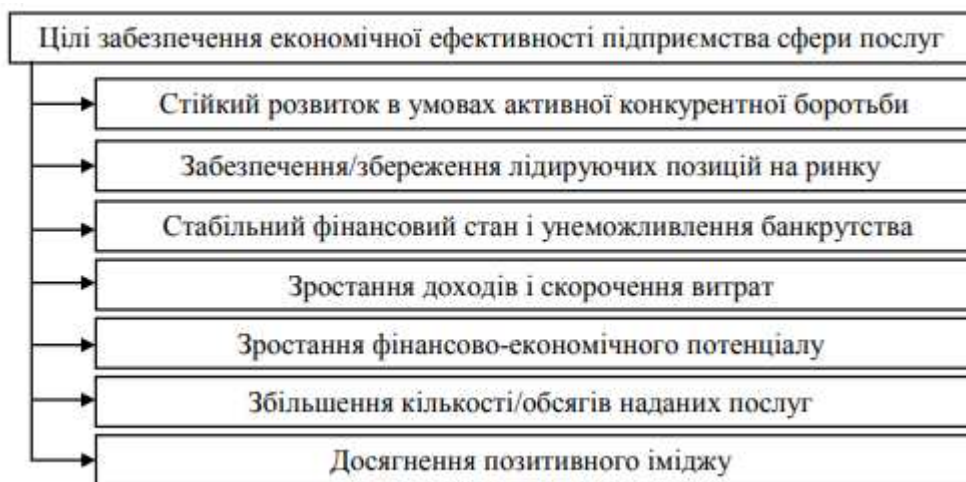 Цілі забезпечення економічної ефективності підприємства сфери послуг
Стійкий розвиток в умовах активної конкурентної боротьби
Забезпечення/збереження лідируючих позицій на ринку
Стабільний фінансовий стан і унеможливлення банкрутства
Зростання доходів і скорочення витрат
Зростання фінансово-економічного потенціалу
Збільшення кількості/обсягів наданих послуг
Досягнення позитивного іміджу